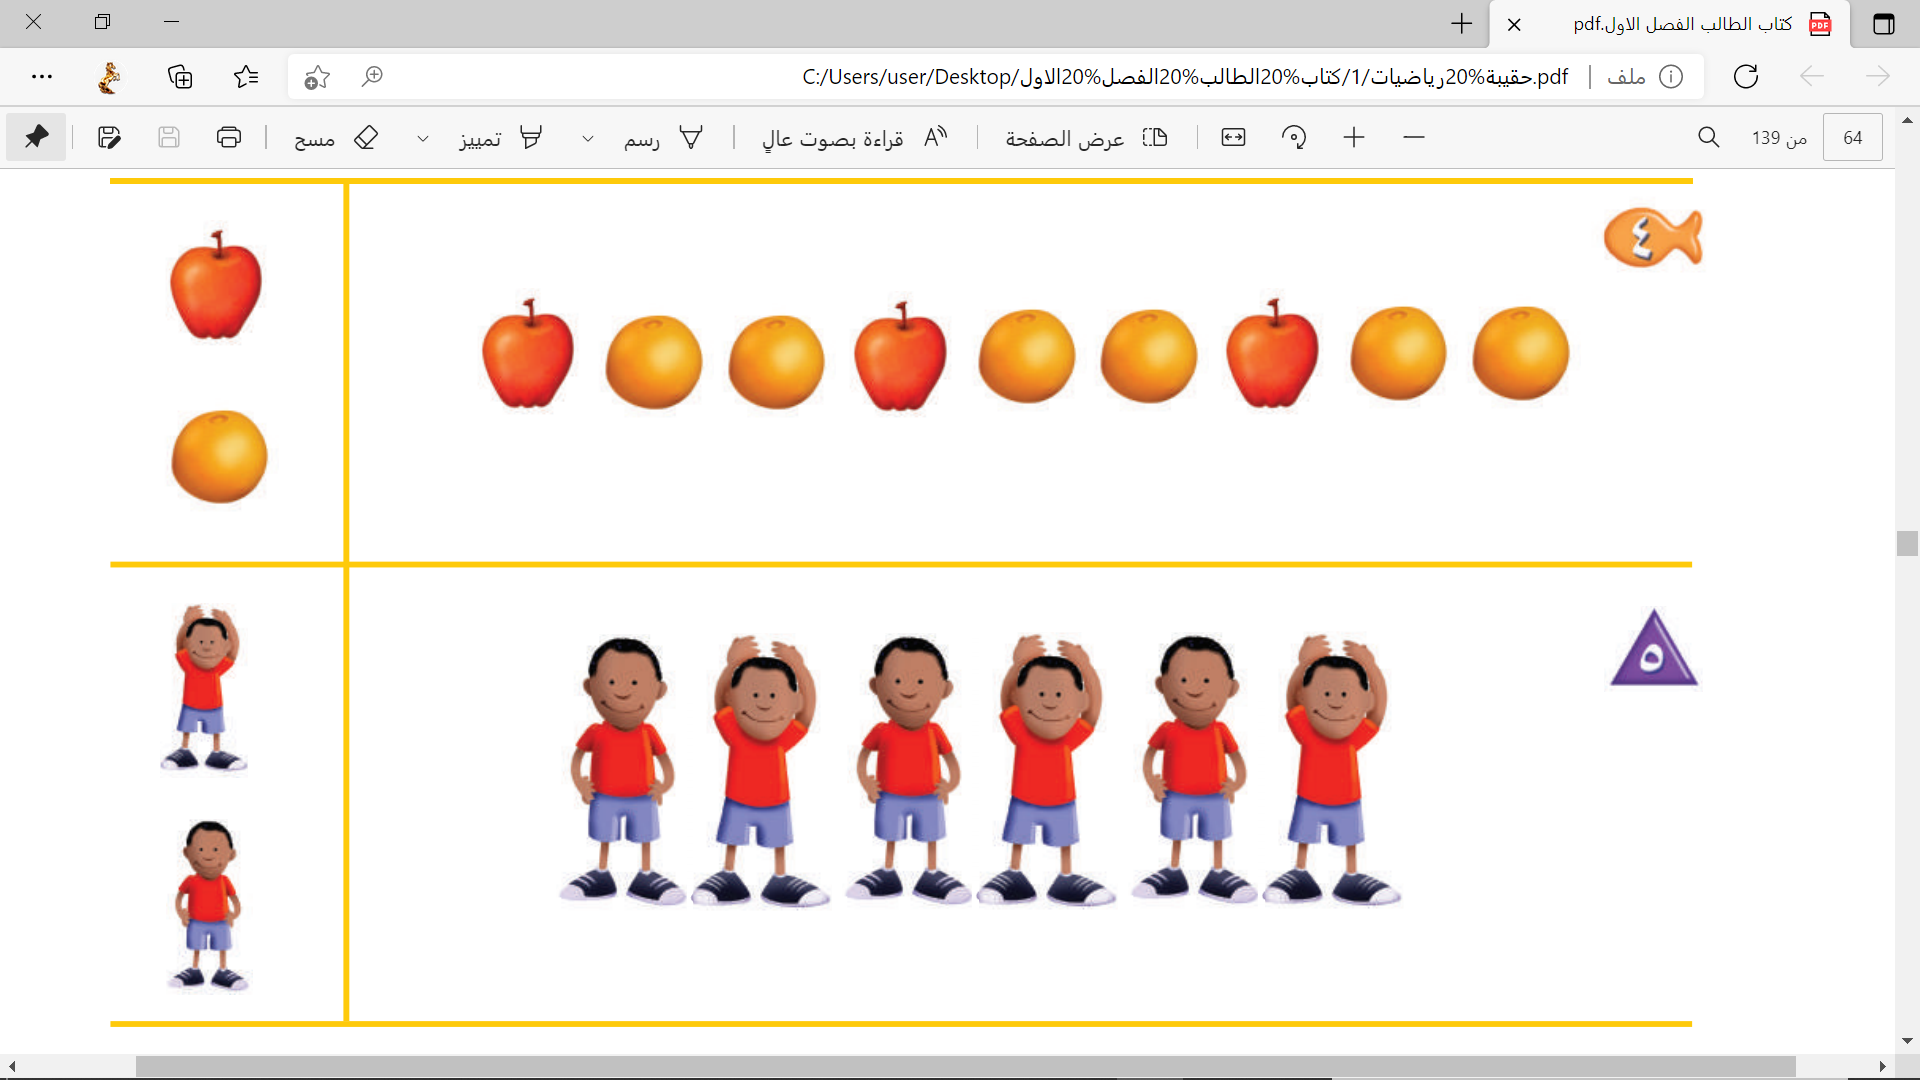 كتاب الطالب الفصل الاول.pdf
ملف | C:/Users/user/Desktop/حقيبة%20رياضيات/1/كتاب%20الطالب%20الفصل%20الاول.pdf
64 من 139
عرض الصفحة
قراءة بصوت عالٍ
رسم
تمييز
مسح
٤
٥